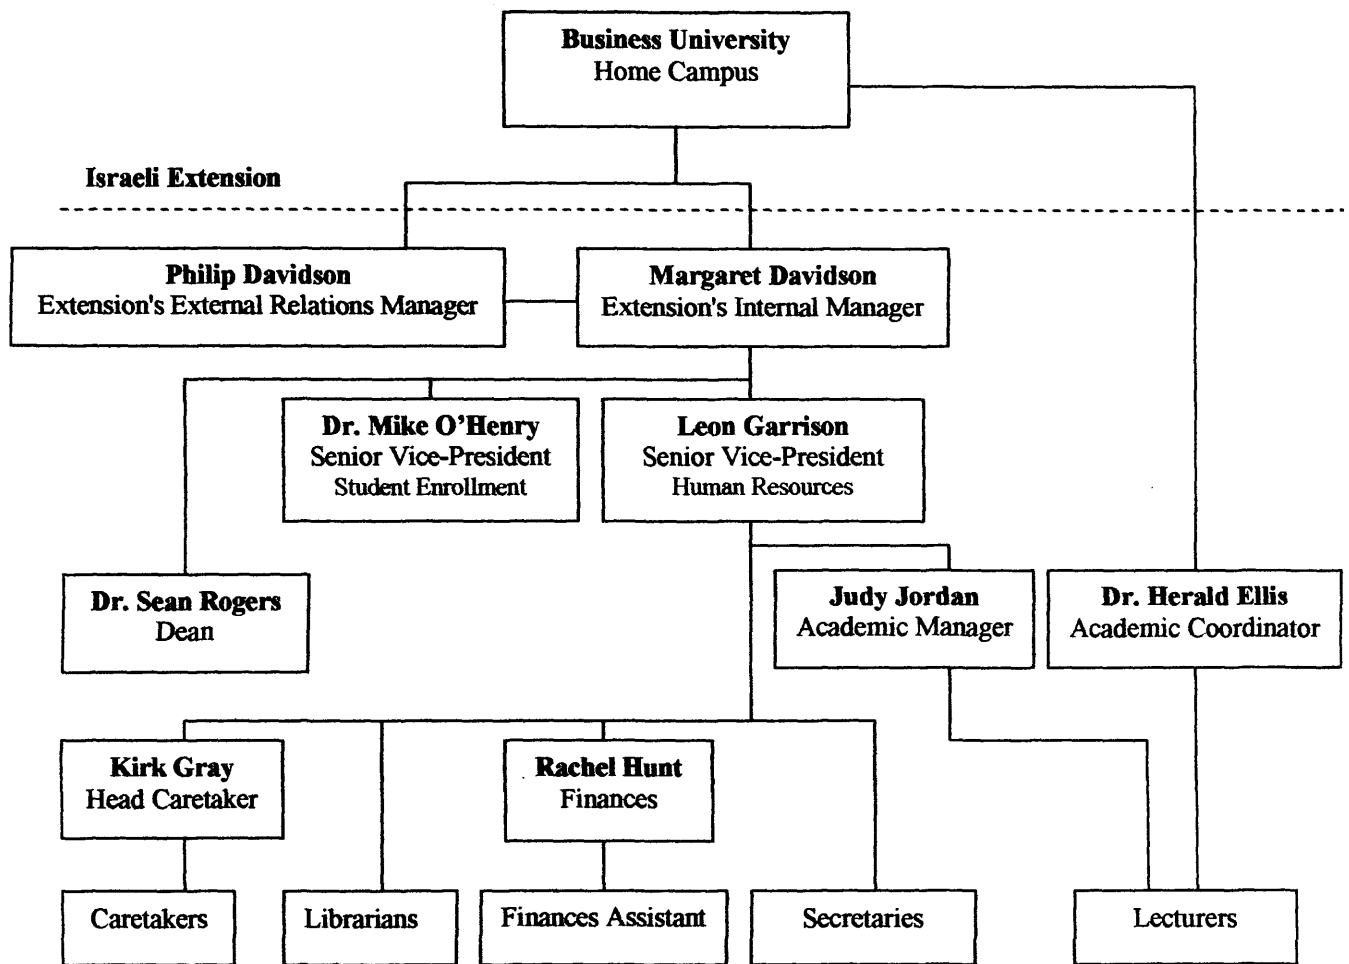 Business University
Home Campus
Israeli Extension
Philip Davidson
Extension's External Relations Manager
Margaret Davidson
Extension's Internal Manager
Dr. Mike O'Henry
Senior Vice-President
Student Enrollment
Leon Garrison
Senior Vice-President
Human Resources
Dr. Sean Rogers
Dean
Judy Jordan
Academic Manager
Dr. Herald Ellis
Academic Coordinator
Kirk Gray
Head Caretaker
Rachel Hunt
Finances
Caretakers
Librarians
Finances Assistant
Secretaries
Lecturers